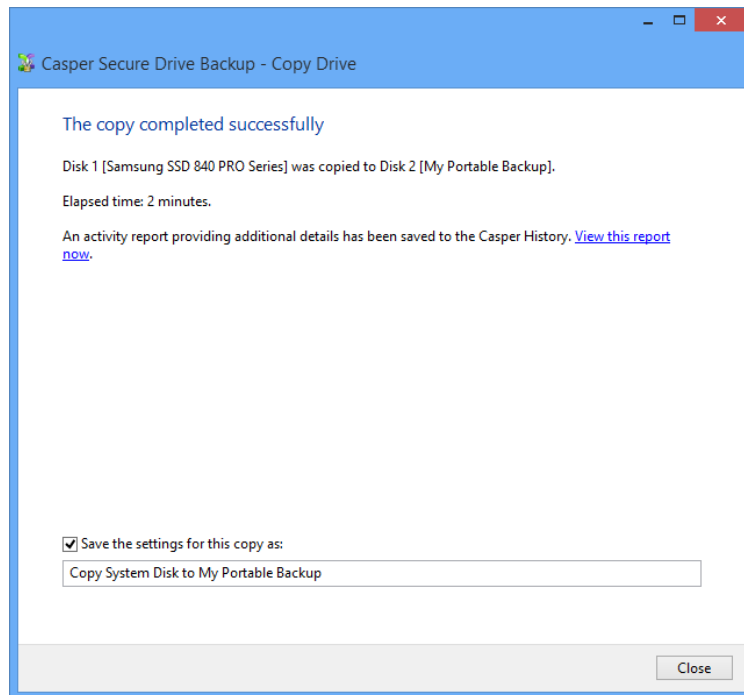 Casper Secure Drive Backup - Copy Drive
The copy completed successfully
Disk 1 [Samsung SSD 840 PRO Series] was copied to Disk 2 [My Portable Backup].
Elapsed time: 2 minutes.
An activity report providing additional details has been saved to the Casper History. View this report
now.
Save the settings for this copy as:
Copy System Disk to My Portable Backup
Close